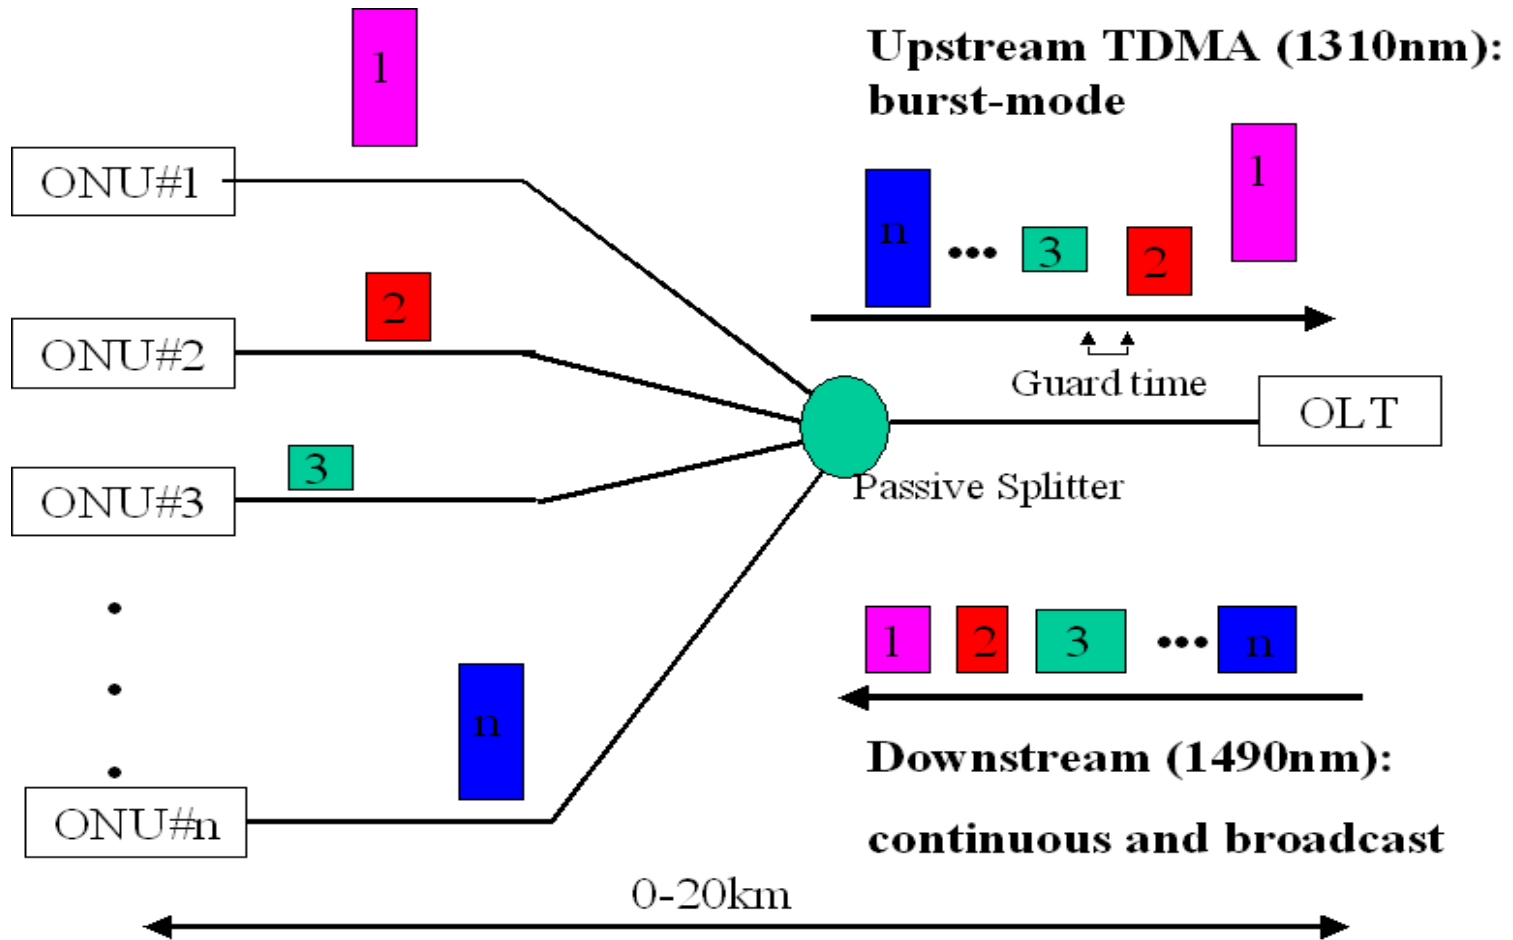 1
Upstream TDMA (1310nm):
burst-mode
1
ONU#1
n
••• 3
2
2
ONU#2
Guard time
OLT
3
ONU#3
Passive Splitter
1 2 3 ••• n
n
Downstream (1490nm):
ONU#n
continuous and broadcast
0-20km